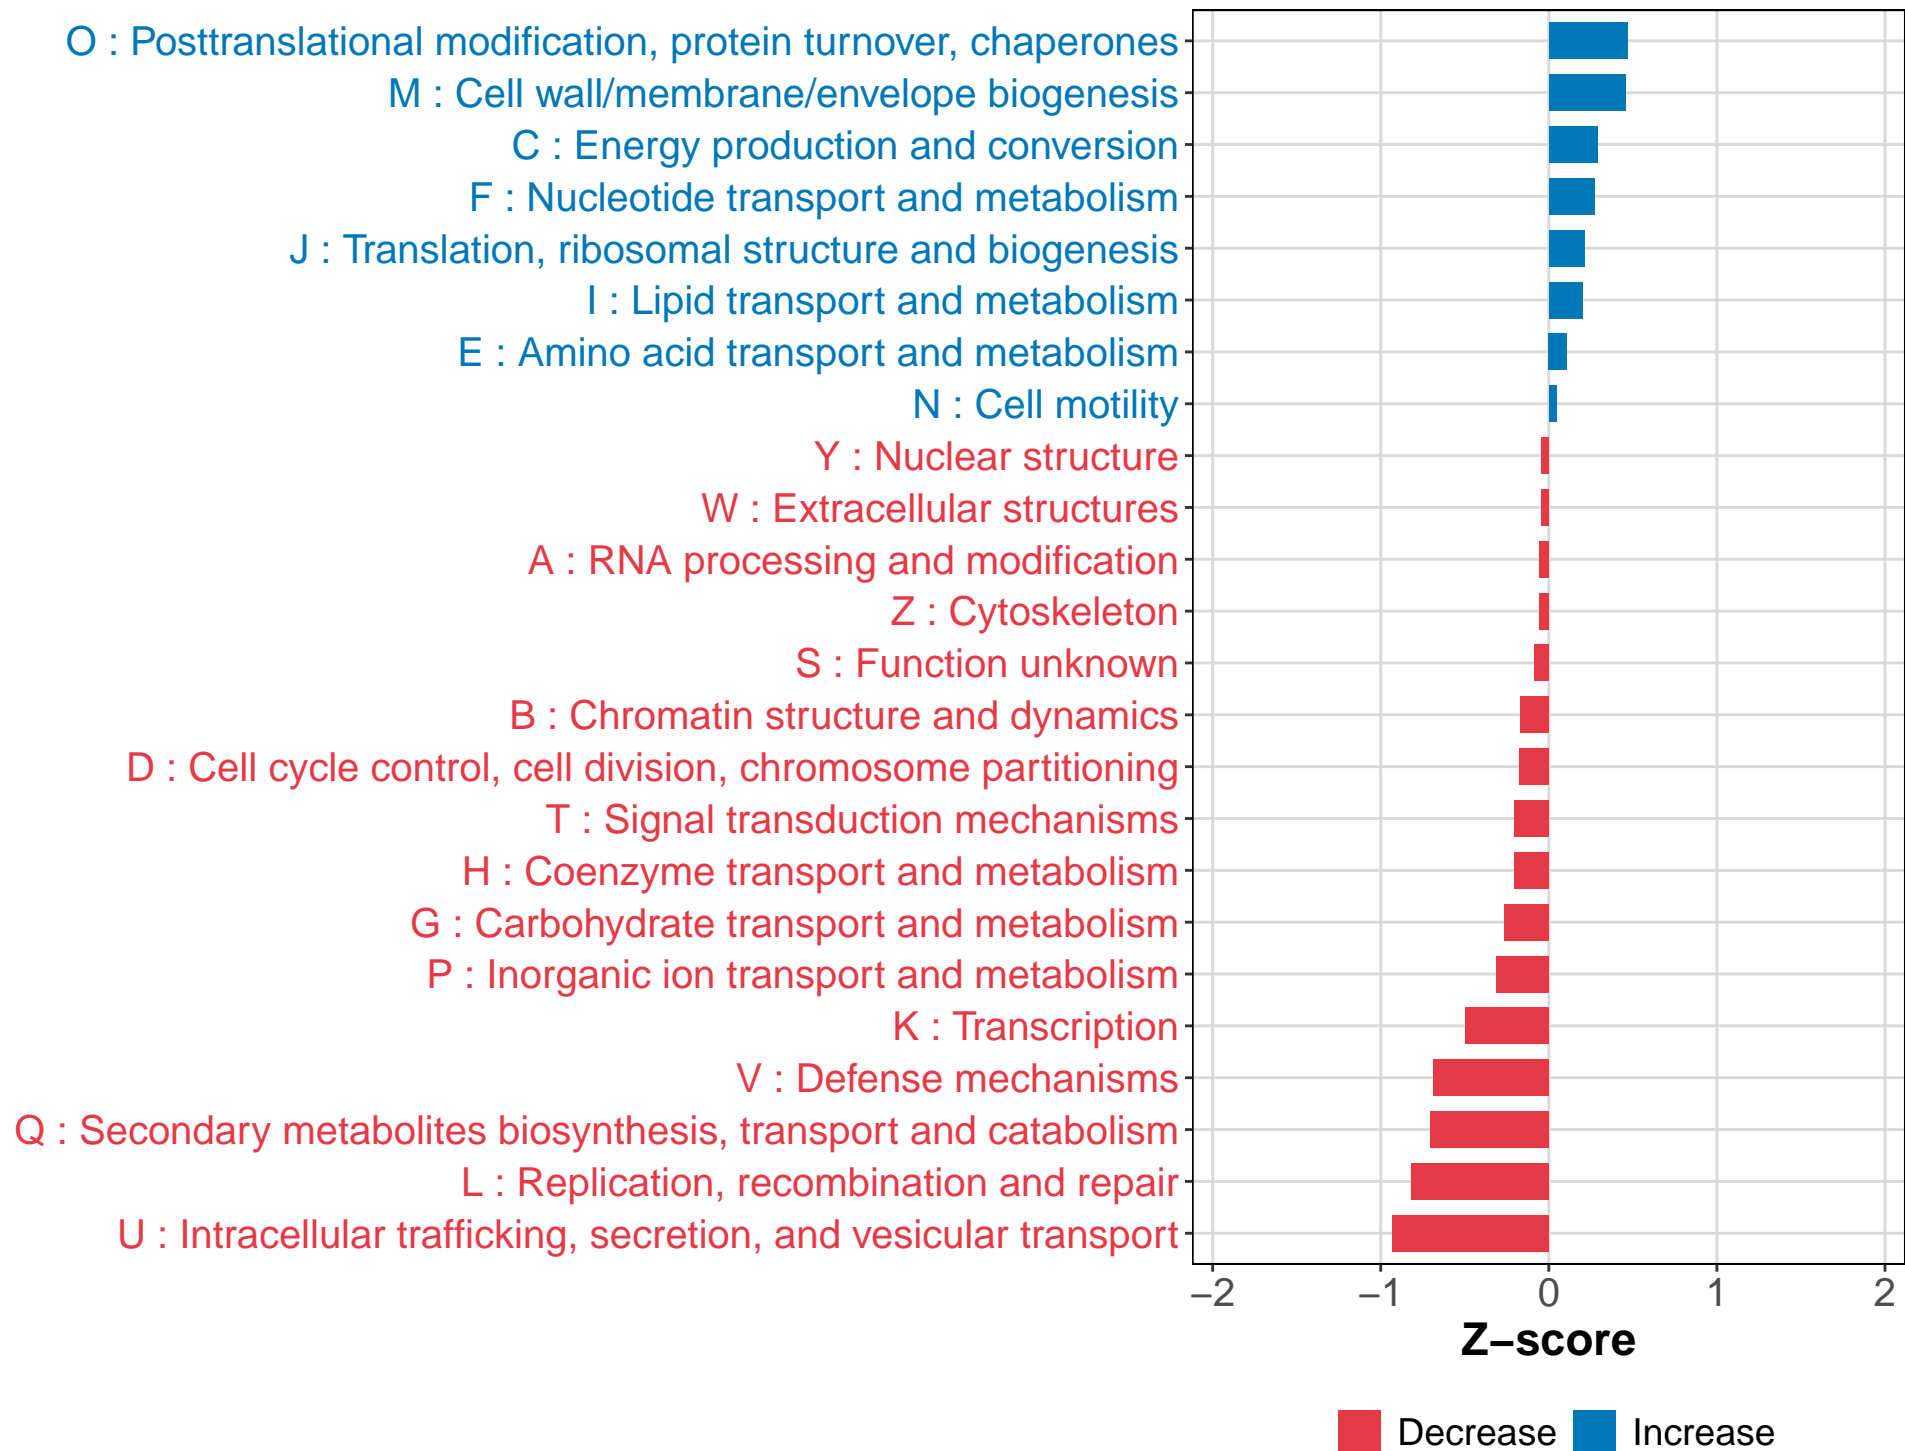 O : Posttranslational modification, protein turnover, chaperones
M : Cell wall/membrane/envelope biogenesis
C : Energy production and conversion
F : Nucleotide transport and metabolism
J : Translation, ribosomal structure and biogenesis
I : Lipid transport and metabolism
E : Amino acid transport and metabolism
N : Cell motility
Y : Nuclear structure
W : Extracellular structures
A : RNA processing and modification
Z : Cytoskeleton
S : Function unknown
B : Chromatin structure and dynamics
D : Cell cycle control, cell division, chromosome partitioning
T : Signal transduction mechanisms
H : Coenzyme transport and metabolism
G : Carbohydrate transport and metabolism
P : Inorganic ion transport and metabolism
K : Transcription
V : Defense mechanisms
Q : Secondary metabolites biosynthesis, transport and catabolism
L : Replication, recombination and repair
U : Intracellular trafficking, secretion, and vesicular transport
−2 −1 0 1 2
Z−score
Decrease Increase